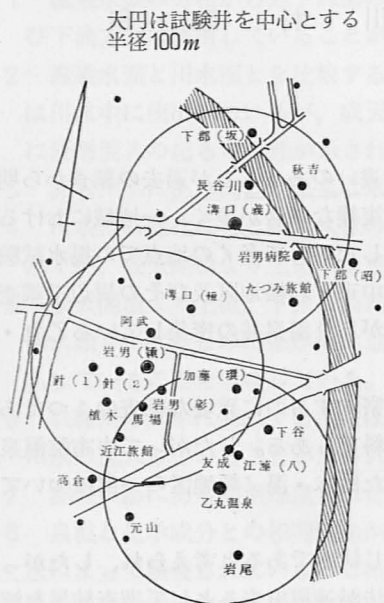 大円は試験井を中心とする
半径100m
下郡(坂)
秋吉
長谷川
溝口(義)
岩男病院
下郡(昭)
たつみ旅館
溝口(種)
阿武
岩男(鎮)
針(1)
針(2)
加藤(環)
植木
岩男(彰)
馬場
下谷
近江旅館
友成
江藤(八)
高倉
乙丸温泉
元山
岩尾